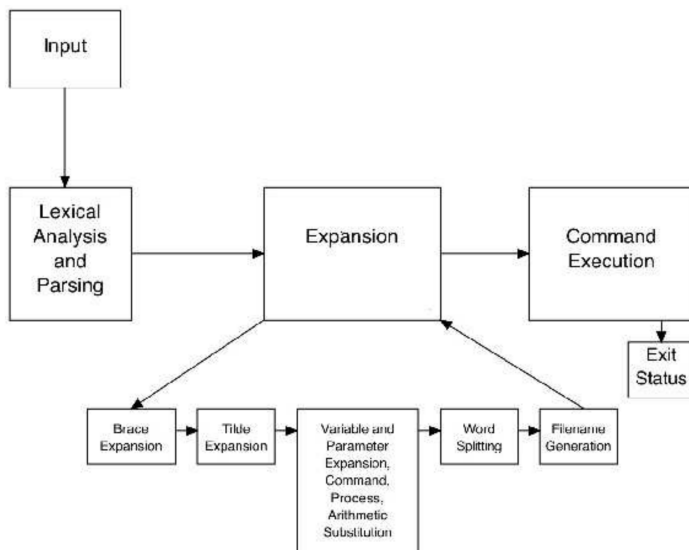 Input
Lexical
Analysis
and
Parsing
Expansion
Command
Execution
Exit
Status
Brace
Expansion
Tilde
Expansion
Variable and
Parameter
Expansion,
Command,
Process,
Arithmetic
Substitution
Word
Splitting
Filename
Generation